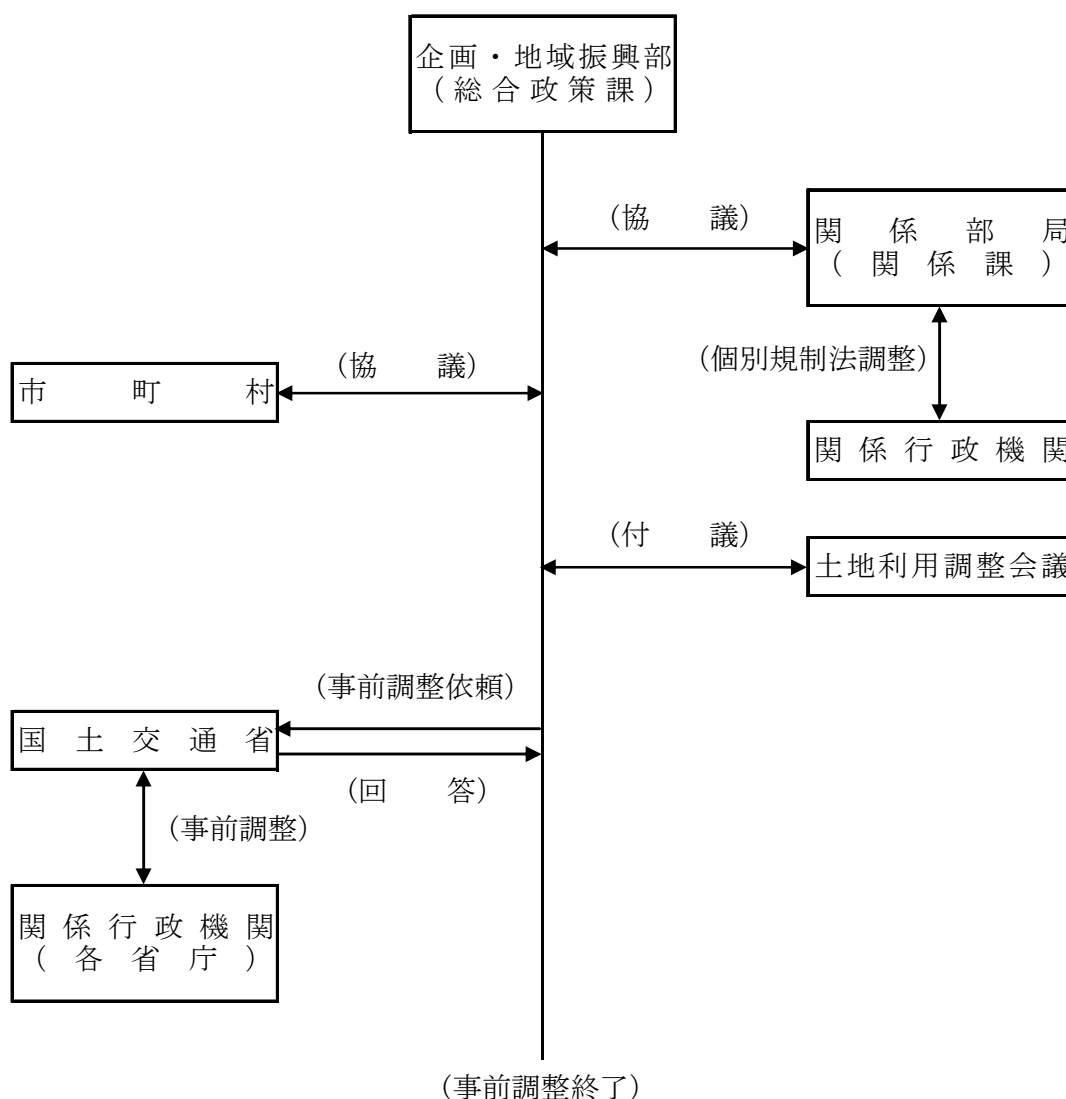 企画・地域振興部
(総合政策課)
(協議)
関係部局
(関係課)
(個別規制法調整)
(協議)
市町村
関係行政機関
(付議)
土地利用調整会議
(事前調整依頼)
国土交通省
(回答)
(事前調整)
関係行政機関
(各省庁)
(事前調整終了)